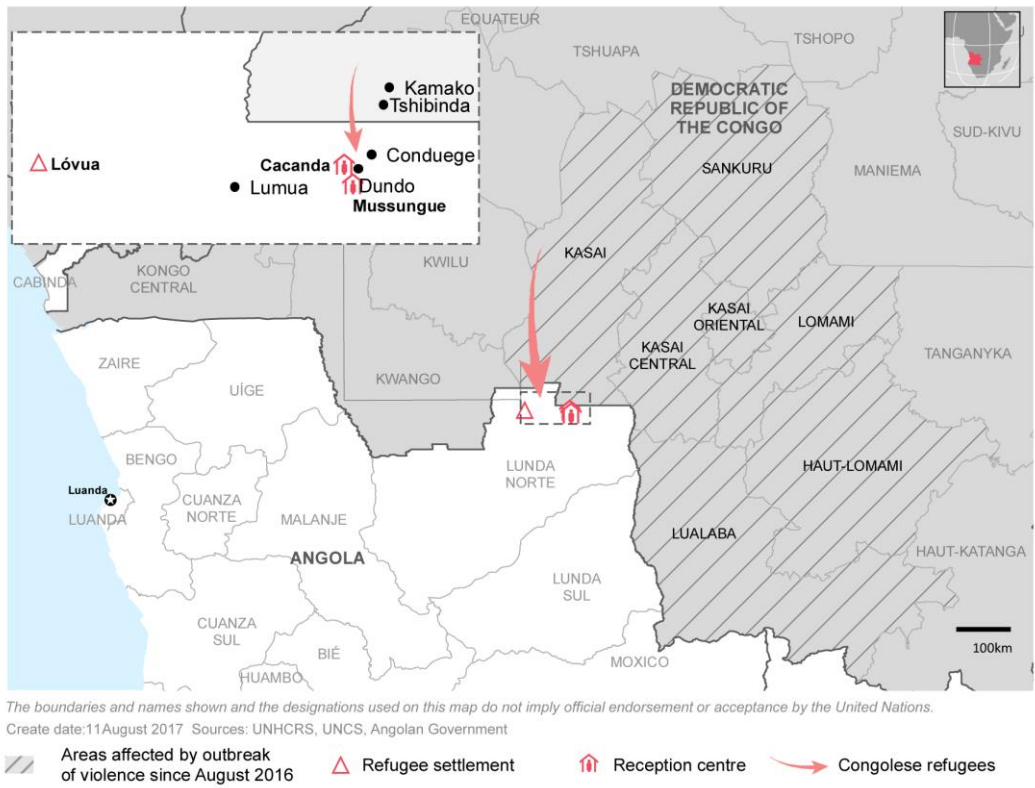 EQUATEUR
TSHUAPA
TSHOPO
DEMOCRATIC
REPUBLIC OF
THE CONGO
SUD-KIVU
SANKURU
MANIEMA
Kamako
Tshibinda
Lóvua
Cacanda
Conduege
Lumua
Dundo
Mussungue
CABINDA
KONGO
CENTRAL
KWILU
KASAI
KASAI
ORIENTAL
LOMAMI
KASAI
CENTRAL
TANGANYKA
ZAIRE
UÍGE
KWANGO
BENGO
LUNDA
NORTE
HAUT-LOMAMI
Luanda
LUANDA
CUANZA
NORTE
MALANJE
LUALABA
HAUT-KATANGA
ANGOLA
LUNDA
SUL
CUANZA
SUL
BIÉ
HUAMBO
MOXICO
100km
The boundaries and names shown and the designations used on this map do not imply official endorsement or acceptance by the United Nations.
Create date:11August 2017 Sources: UNHCRS, UNCS, Angolan Government
Areas affected by outbreak
of violence since August 2016
Refugee settlement
Reception centre
Congolese refugees